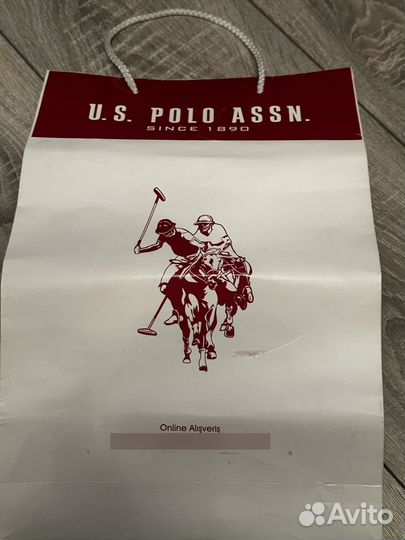 U.S. POLO ASSN.
SINCE 1890
Online Alışveriş
Avito